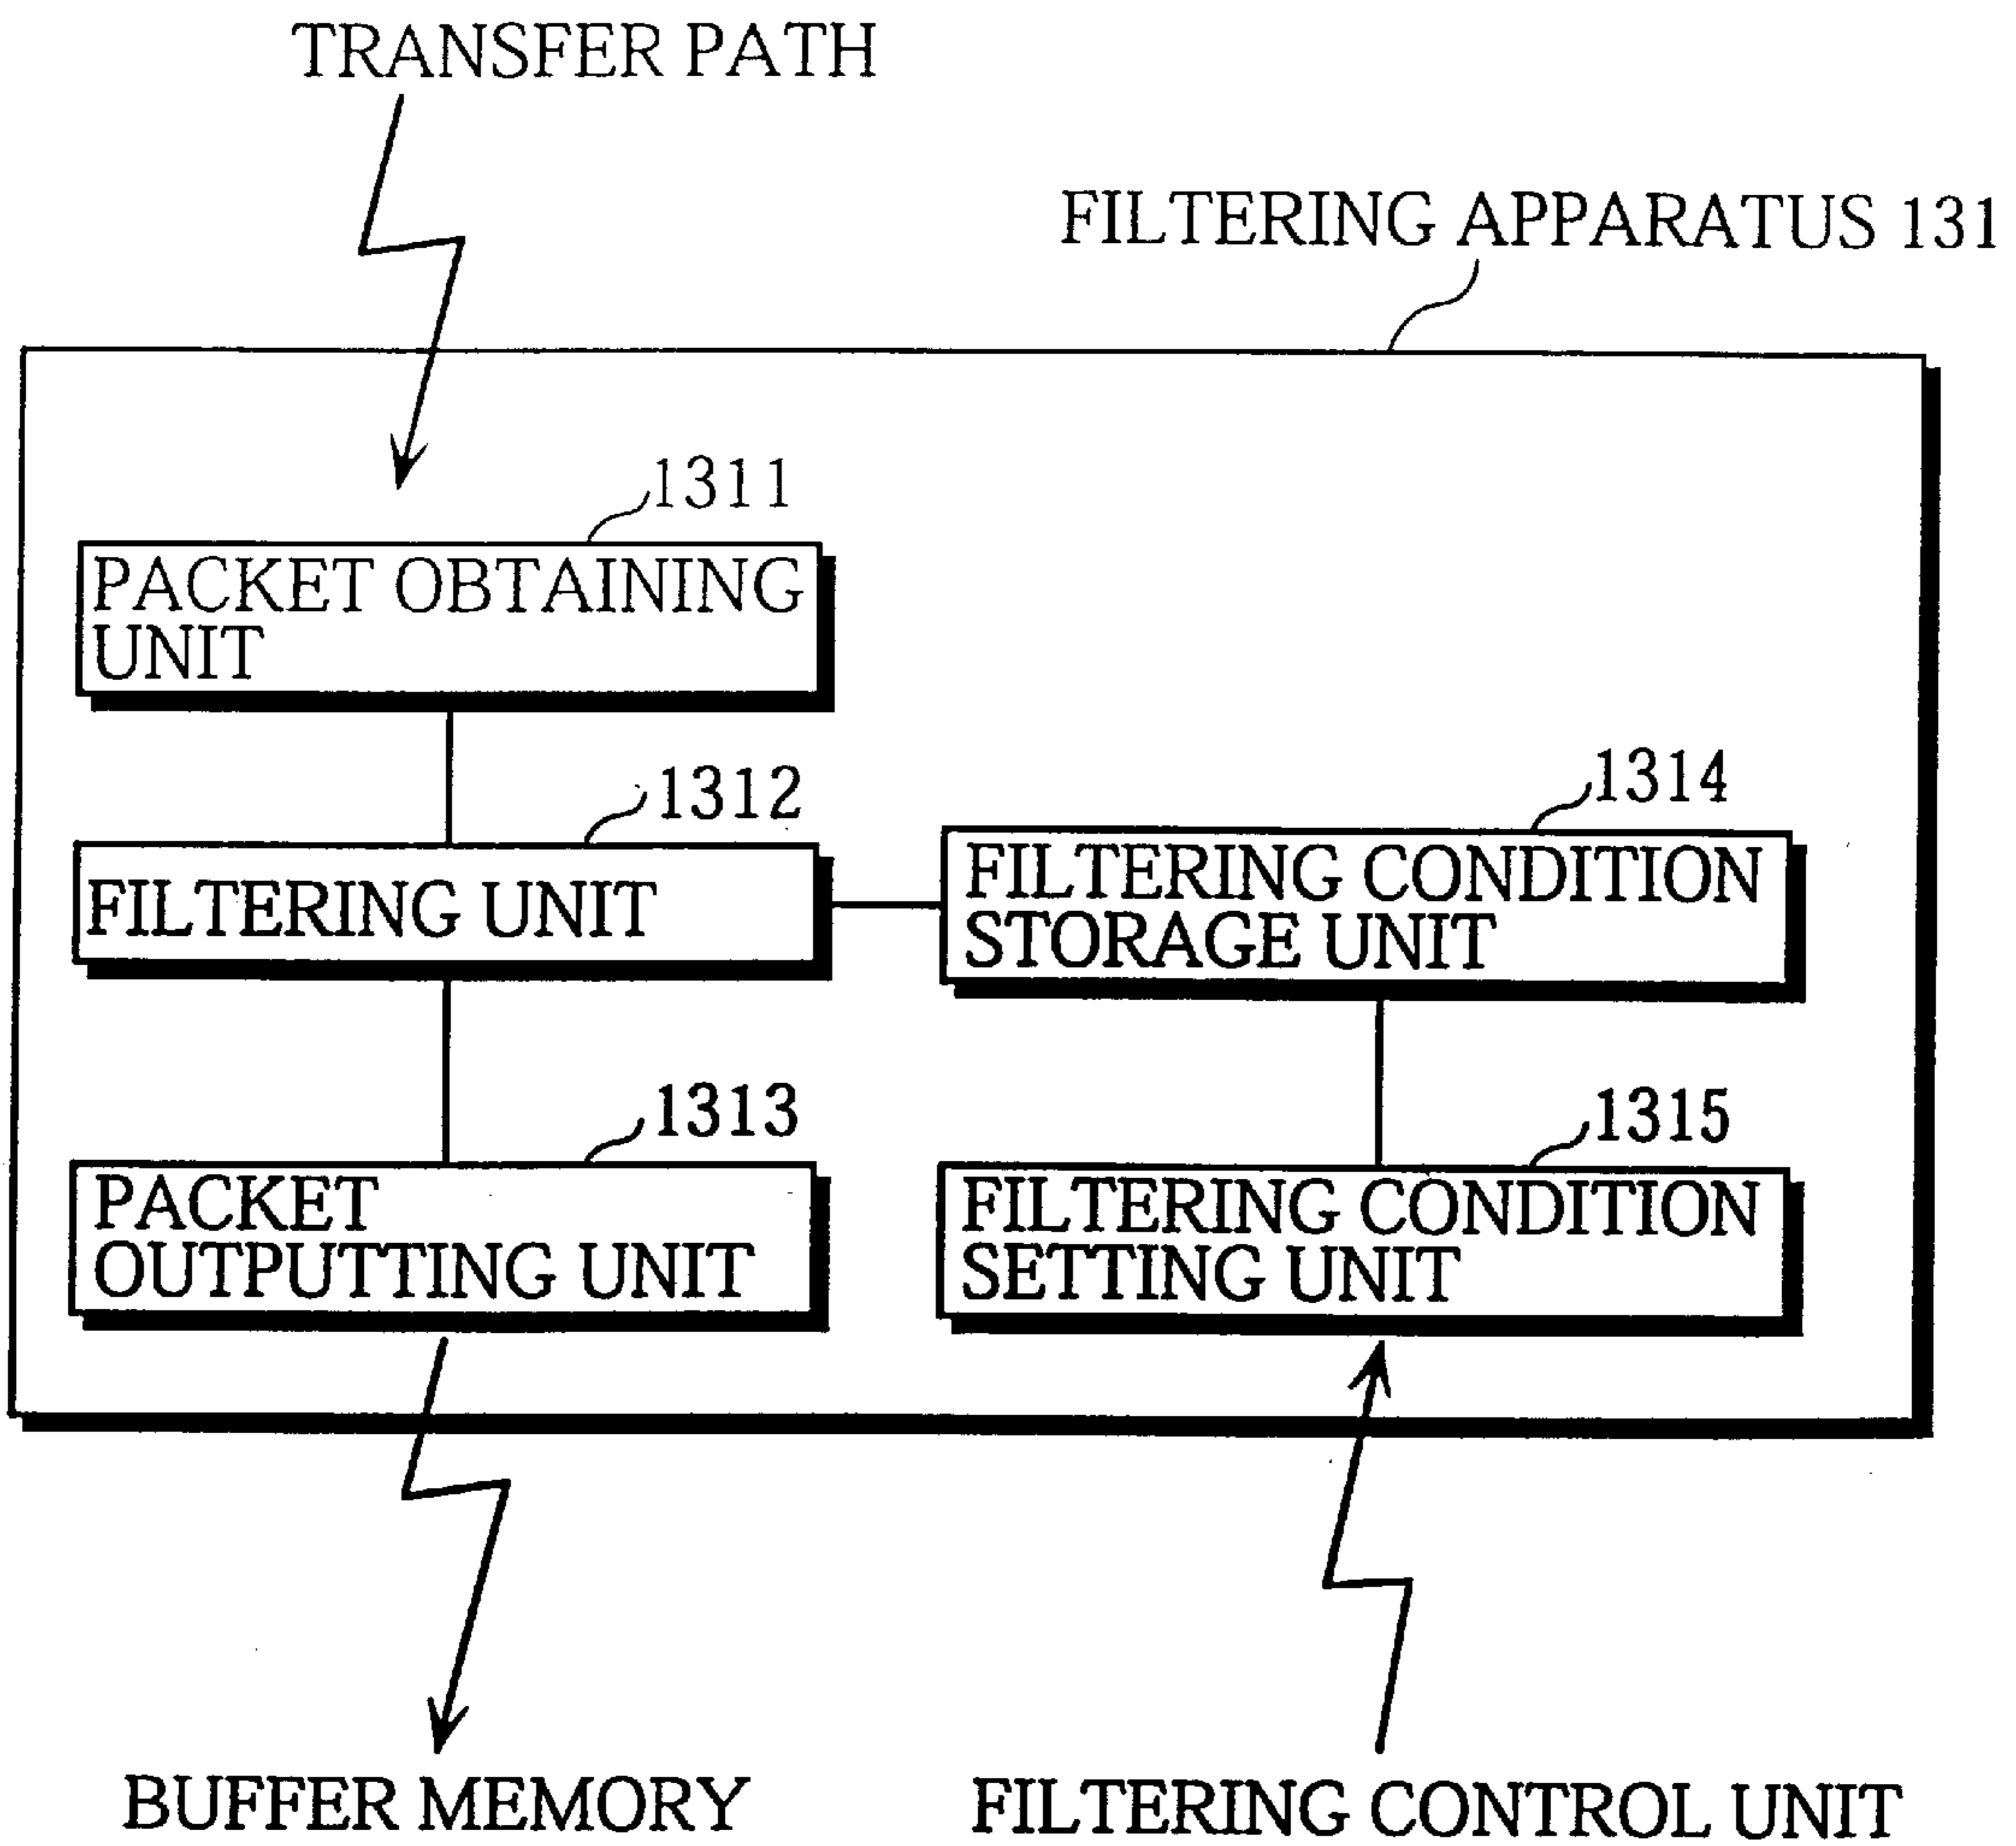 TRANSFER PATH
FILTERING APPARATUS 131
1311
PACKET OBTAINING
UNIT
1312
FILTERING UNIT
1314
FILTERING CONDITION
STORAGE UNIT
1313
PACKET
OUTPUTTING UNIT
1315
FILTERING CONDITION
SETTING UNIT
BUFFER MEMORY
FILTERING CONTROL UNIT